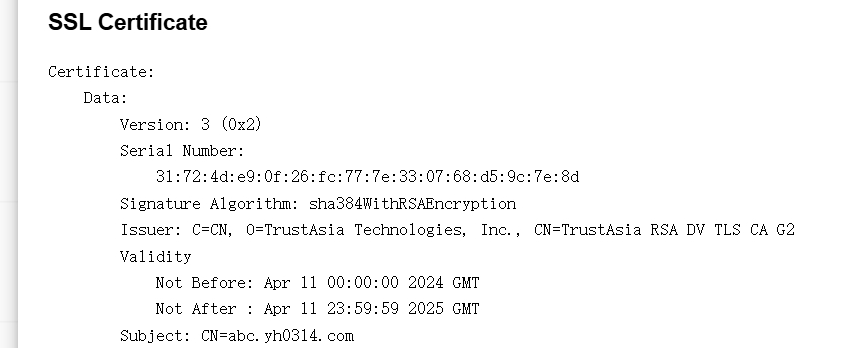 SSL Certificate
Certificate:
Data:
Version: 3 (0x2)
Serial Number:
31:72:4d:e9:0f:26:fc:77:7e:33:07:68:d5:9c:7e:8d
Signature Algorithm: sha384WithRSAEncryption
Issuer: C=CN, O=TrustAsia Technologies, Inc., CN=TrustAsia RSA DV TLS CA G2
Validity
Not Before: Apr 11 00:00:00 2024 GMT
Not After : Apr 11 23:59:59 2025 GMT
Subject: CN=abc.yh0314.com